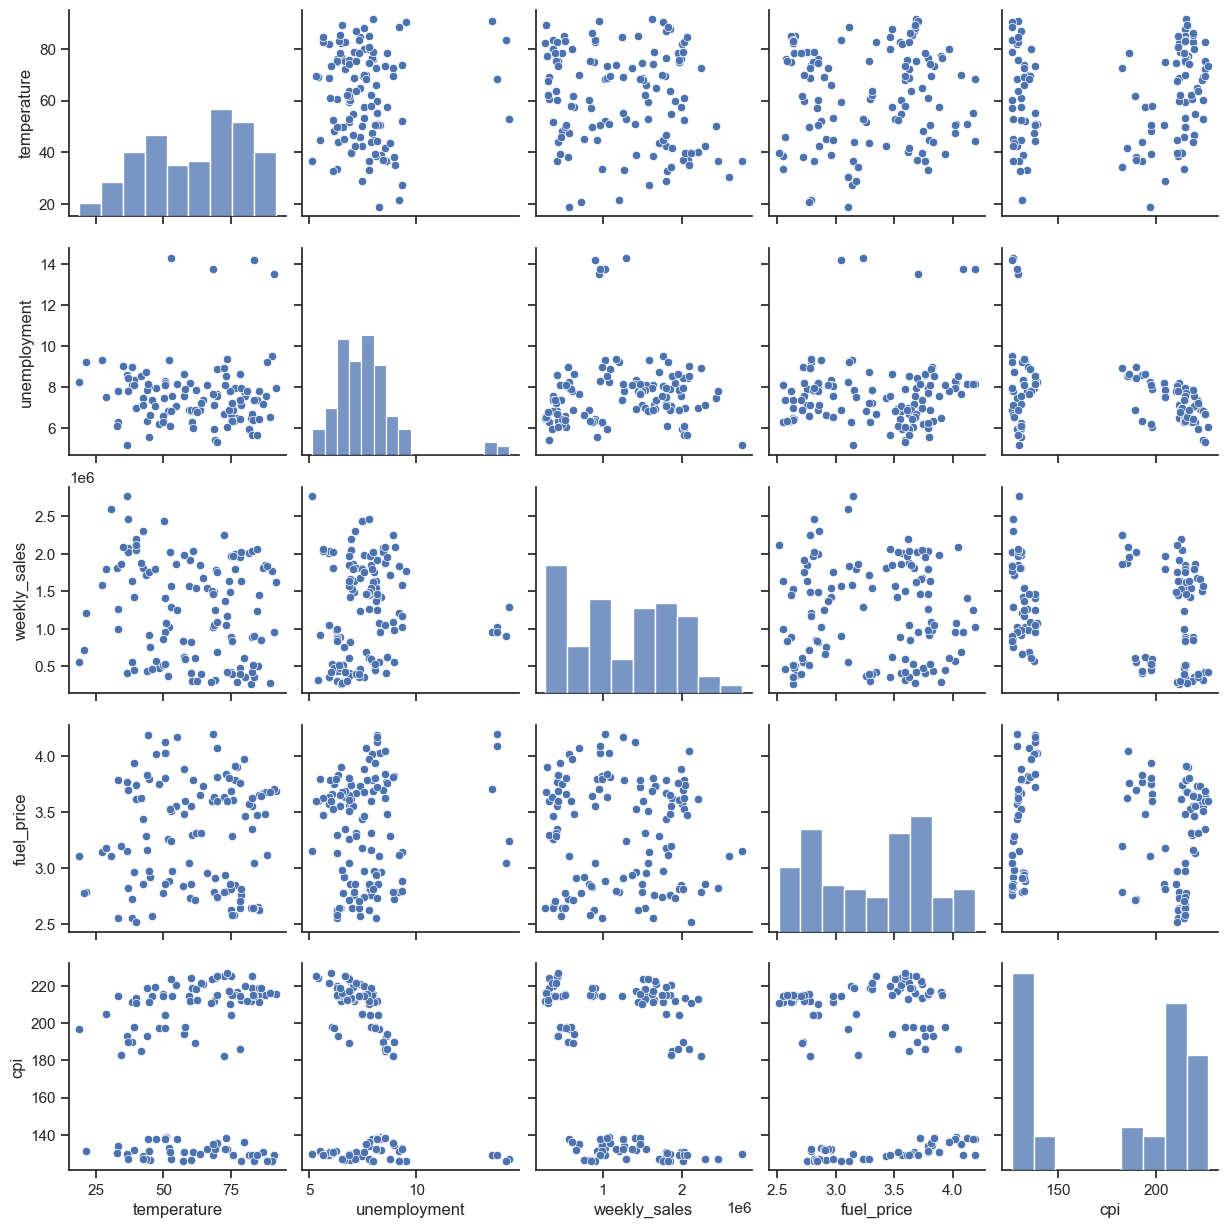 80
60
40
20
temperature
14
12
10
8
6
unemployment
1e6
2.5
2.0
1.5
1.0
0.5
weekly_sales
4.0
3.5
3.0
2.5
fuel_price
220
200
180
160
140
cpi
25 50 75
temperature
5 10
unemployment
1 2
1e6
weekly_sales
2.5 3.0 3.5 4.0
fuel_price
150 200
cpi